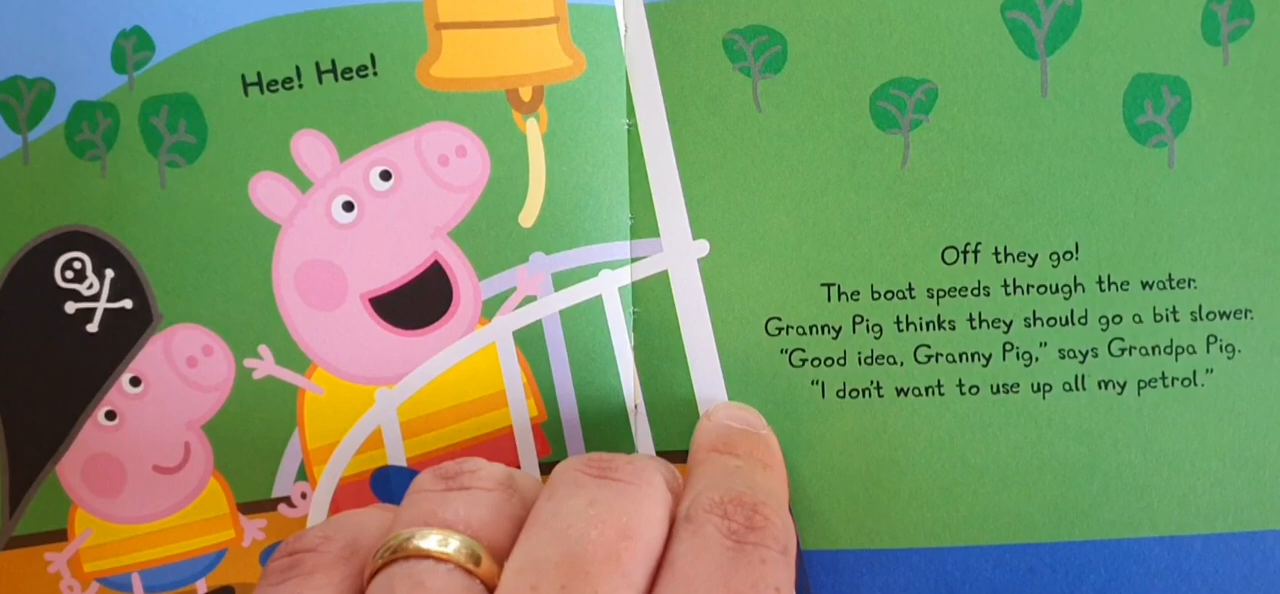 Hee! Hee!
Off they go!
The boat speeds through the water.
Granny Pig thinks they should go a bit slower.
“Good idea, Granny Pig,” says Grandpa Pig.
“I don't want to use up all my petrol.”